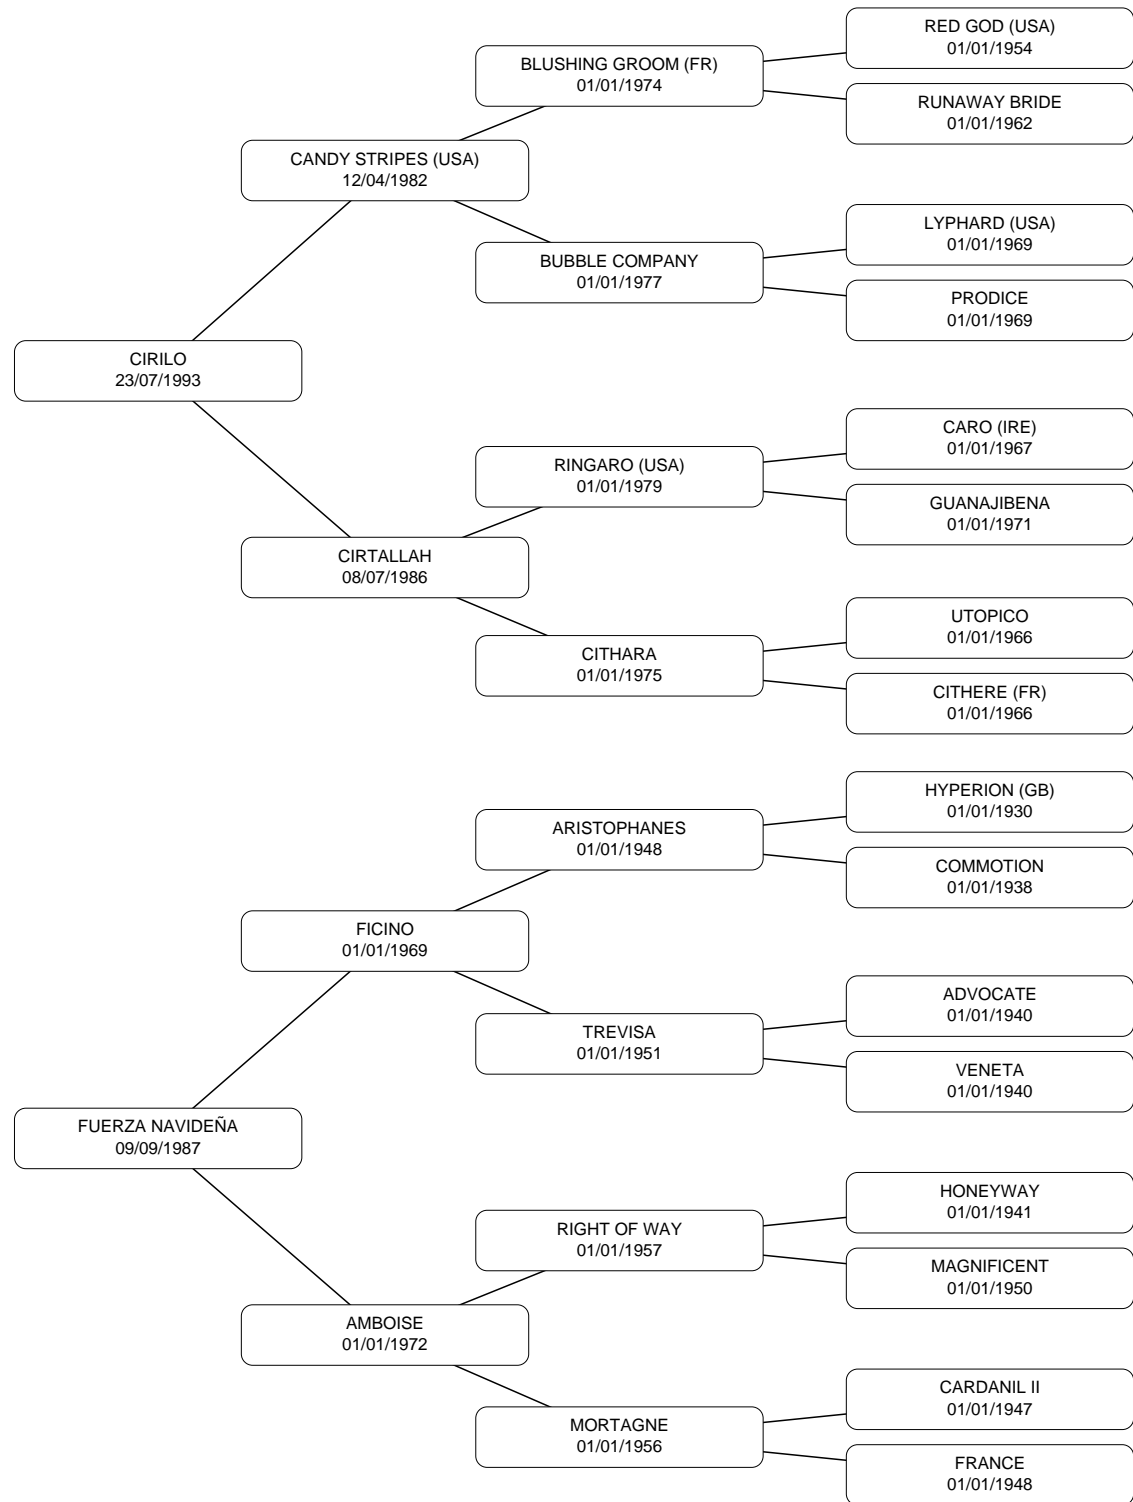 RED GOD (USA)
01/01/1954
BLUSHING GROOM (FR)
01/01/1974
RUNAWAY BRIDE
01/01/1962
CANDY STRIPES (USA)
12/04/1982
LYPHARD (USA)
01/01/1969
BUBBLE COMPANY
01/01/1977
PRODICE
01/01/1969
CIRILO
23/07/1993
CARO (IRE)
01/01/1967
RINGARO (USA)
01/01/1979
GUANAJIBENA
01/01/1971
CIRTALLAH
08/07/1986
UTOPICO
01/01/1966
CITHARA
01/01/1975
CITHERE (FR)
01/01/1966
HYPERION (GB)
01/01/1930
ARISTOPHANES
01/01/1948
COMMOTION
01/01/1938
FICINO
01/01/1969
ADVOCATE
01/01/1940
TREVISA
01/01/1951
VENETA
01/01/1940
FUERZA NAVIDEÑA
09/09/1987
HONEYWAY
01/01/1941
RIGHT OF WAY
01/01/1957
MAGNIFICENT
01/01/1950
AMBOISE
01/01/1972
CARDANIL II
01/01/1947
MORTAGNE
01/01/1956
FRANCE
01/01/1948